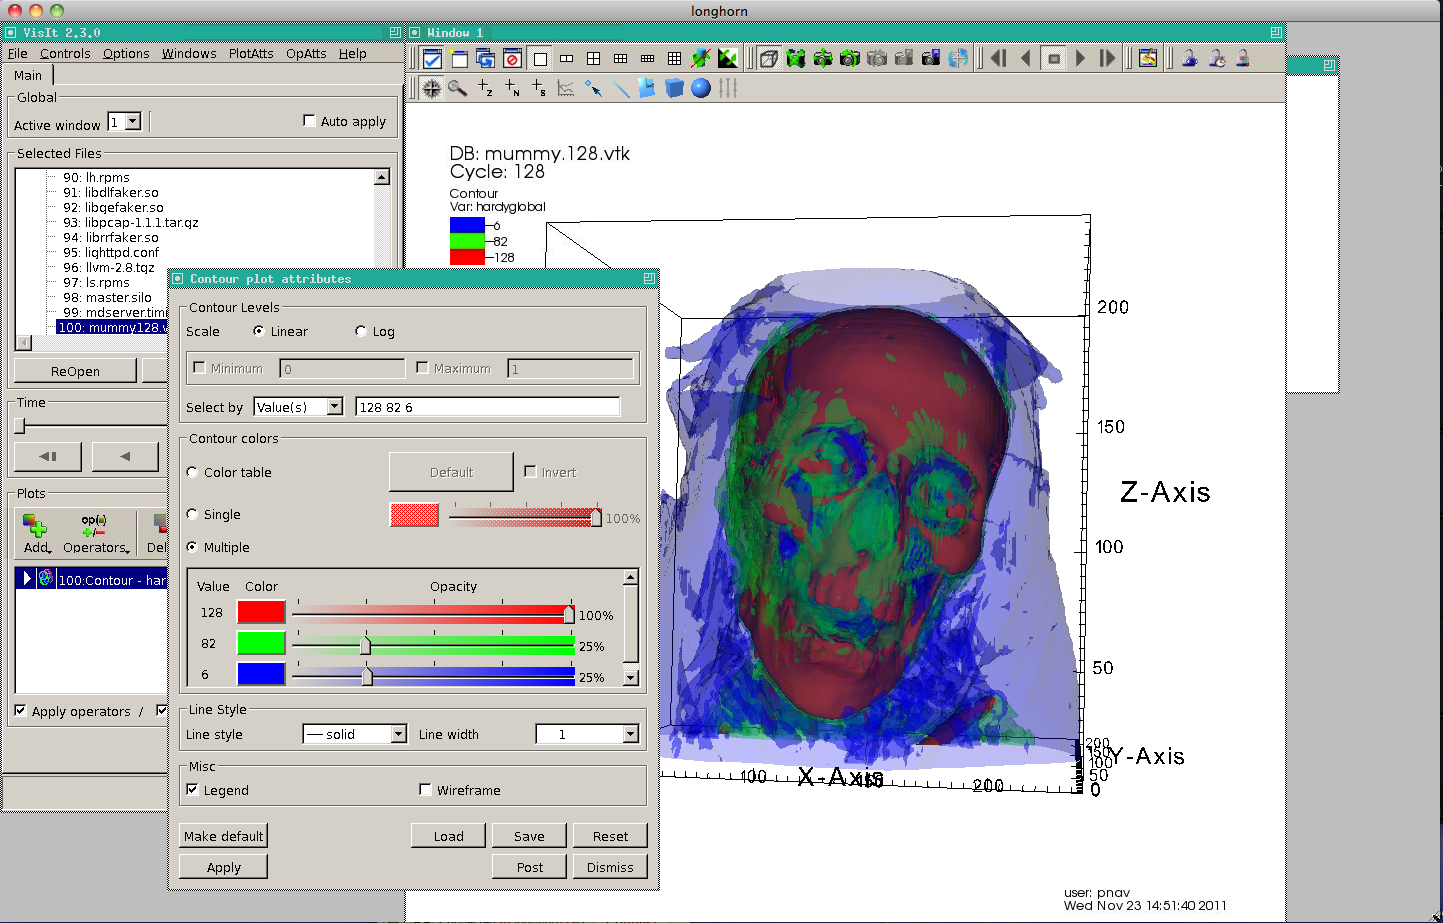 longhorn
VisIt 2.3.0
File Controls Options Windows PlotAtts OpAtts Help
Main
Global
Active window 1 Auto apply
Selected Files
90: lh.rpms
91: libdlfaker.so
92: libgefaker.so
93: libpcap-1.1.1.tar.gz
94: librrfaker.so
95: lighttpd.conf
96: llvm-2.8.tgz
97: ls.rpms
98: master.silo
99: mdserver.time
100: mummy.128.v
ReOpen
Time
Plots
op(•)
+/−
Add Operators Del
100:Contour - har
Apply operators /
Window 1
Z N S
DB: mummy.128.vtk
Cycle: 128
Contour
Var: hardyglobal
6
82
128
200
150
Z-Axis
100
50
200
150
100
50
0
Y-Axis
100 X-Axis 150 200
user: pnav
Wed Nov 23 14:51:40 2011
Contour plot attributes
Contour Levels
Scale Linear Log
Minimum 0 Maximum 1
Select by Value(s) 128 82 6
Contour colors
Color table Default Invert
Single 100%
Multiple
Value Color Opacity
128 100%
82 25%
6 25%
Line Style
Line style solid Line width 1
Misc
Legend Wireframe
Make default Load Save Reset
Apply Post Dismiss